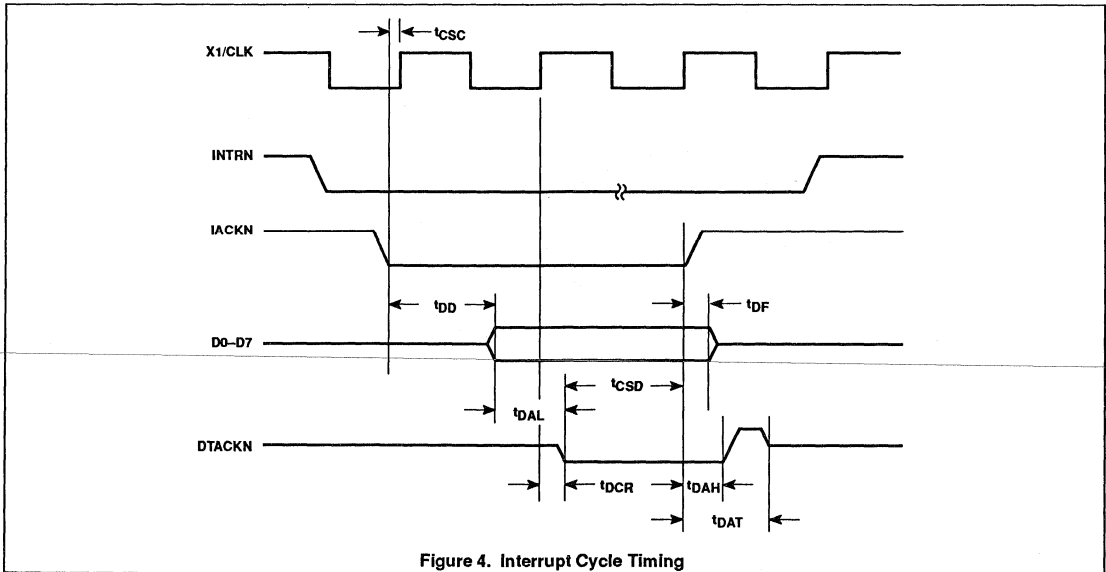 tCSC
X1/CLK
INTRN
IACKN
tDD
tDF
D0–D7
tCSD
tDAL
DTACKN
tDCR
tDAH
tDAT
Figure 4. Interrupt Cycle Timing